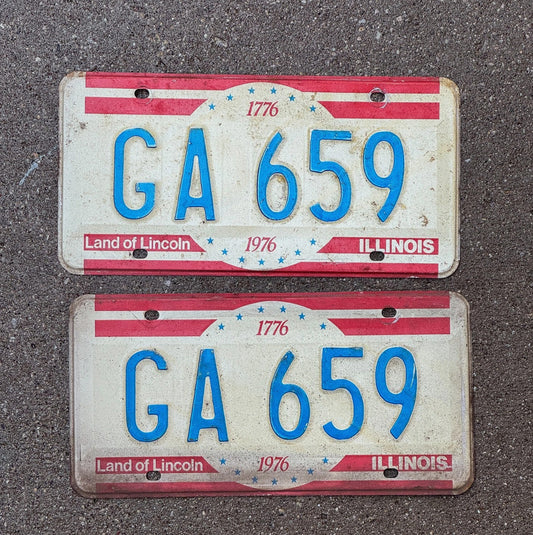 1776
GA 659
Land of Lincoln 1976 ILLINOIS
1776
GA 659
Land of Lincoln 1976 ILLINOIS